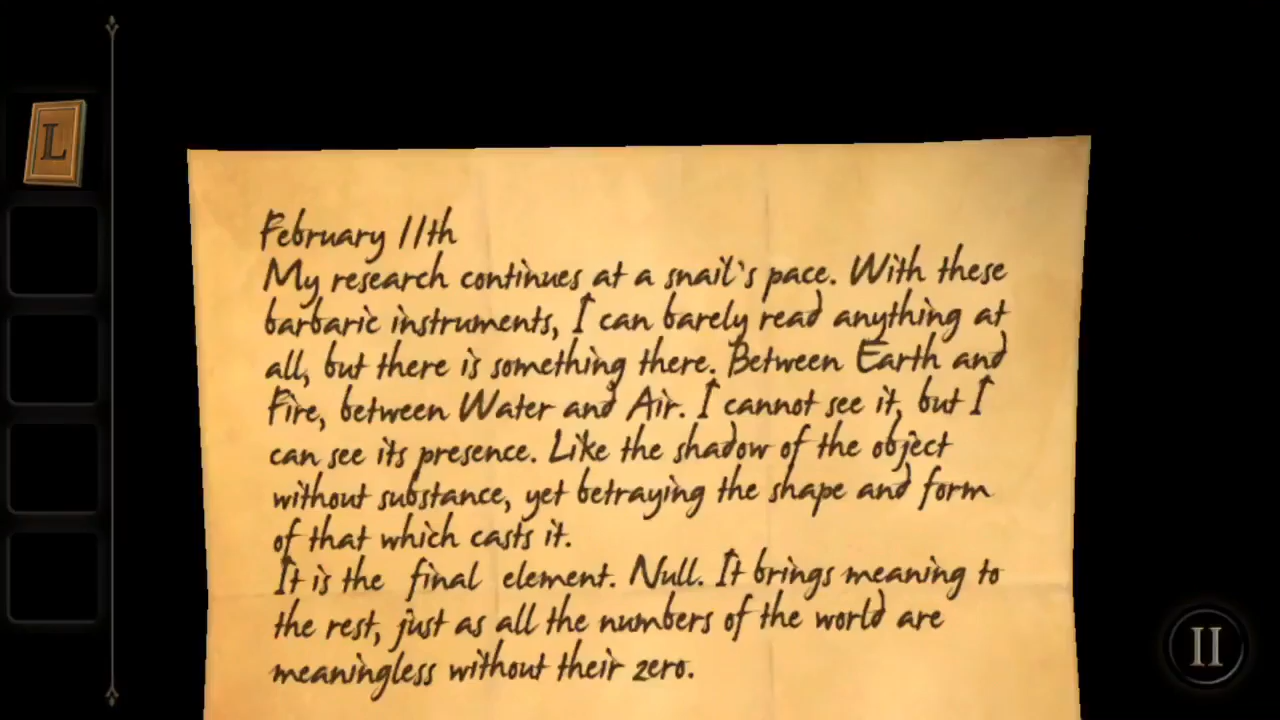 L
February 11th
My research continues at a snail's pace. With these
barbaric instruments, I can barely read anything at
all, but there is something there. Between Earth and
Fire, between Water and Air. I cannot see it, but I
can see its presence. Like the shadow of the object
without substance, yet betraying the shape and form
of that which casts it.
It is the final element. Null. It brings meaning to
the rest, just as all the numbers of the world are
meaningless without their zero.
II